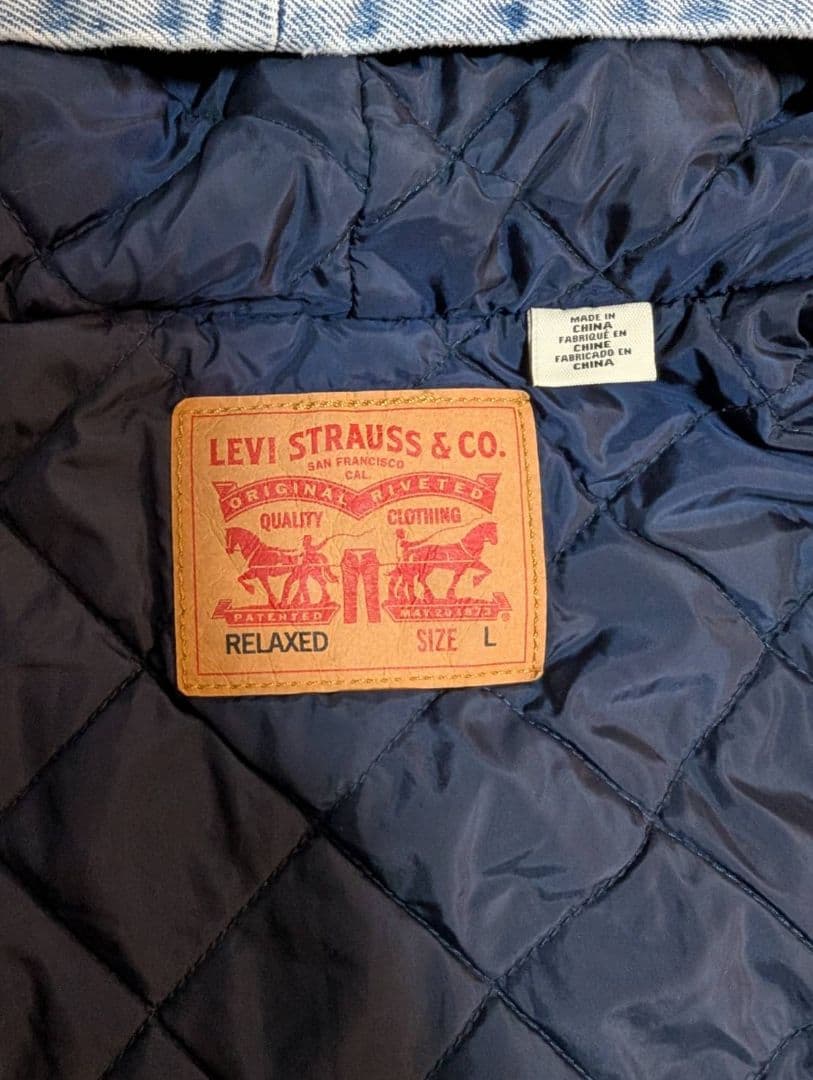 MADE IN
CHINA
FABRIQUÉ EN
CHINE
FABRICADO EN
CHINA
LEVI STRAUSS & CO.
SAN FRANCISCO
CAL.
ORIGINAL RIVETED
QUALITY CLOTHING
PATENTED MAY 20 1873 ®
RELAXED SIZE L